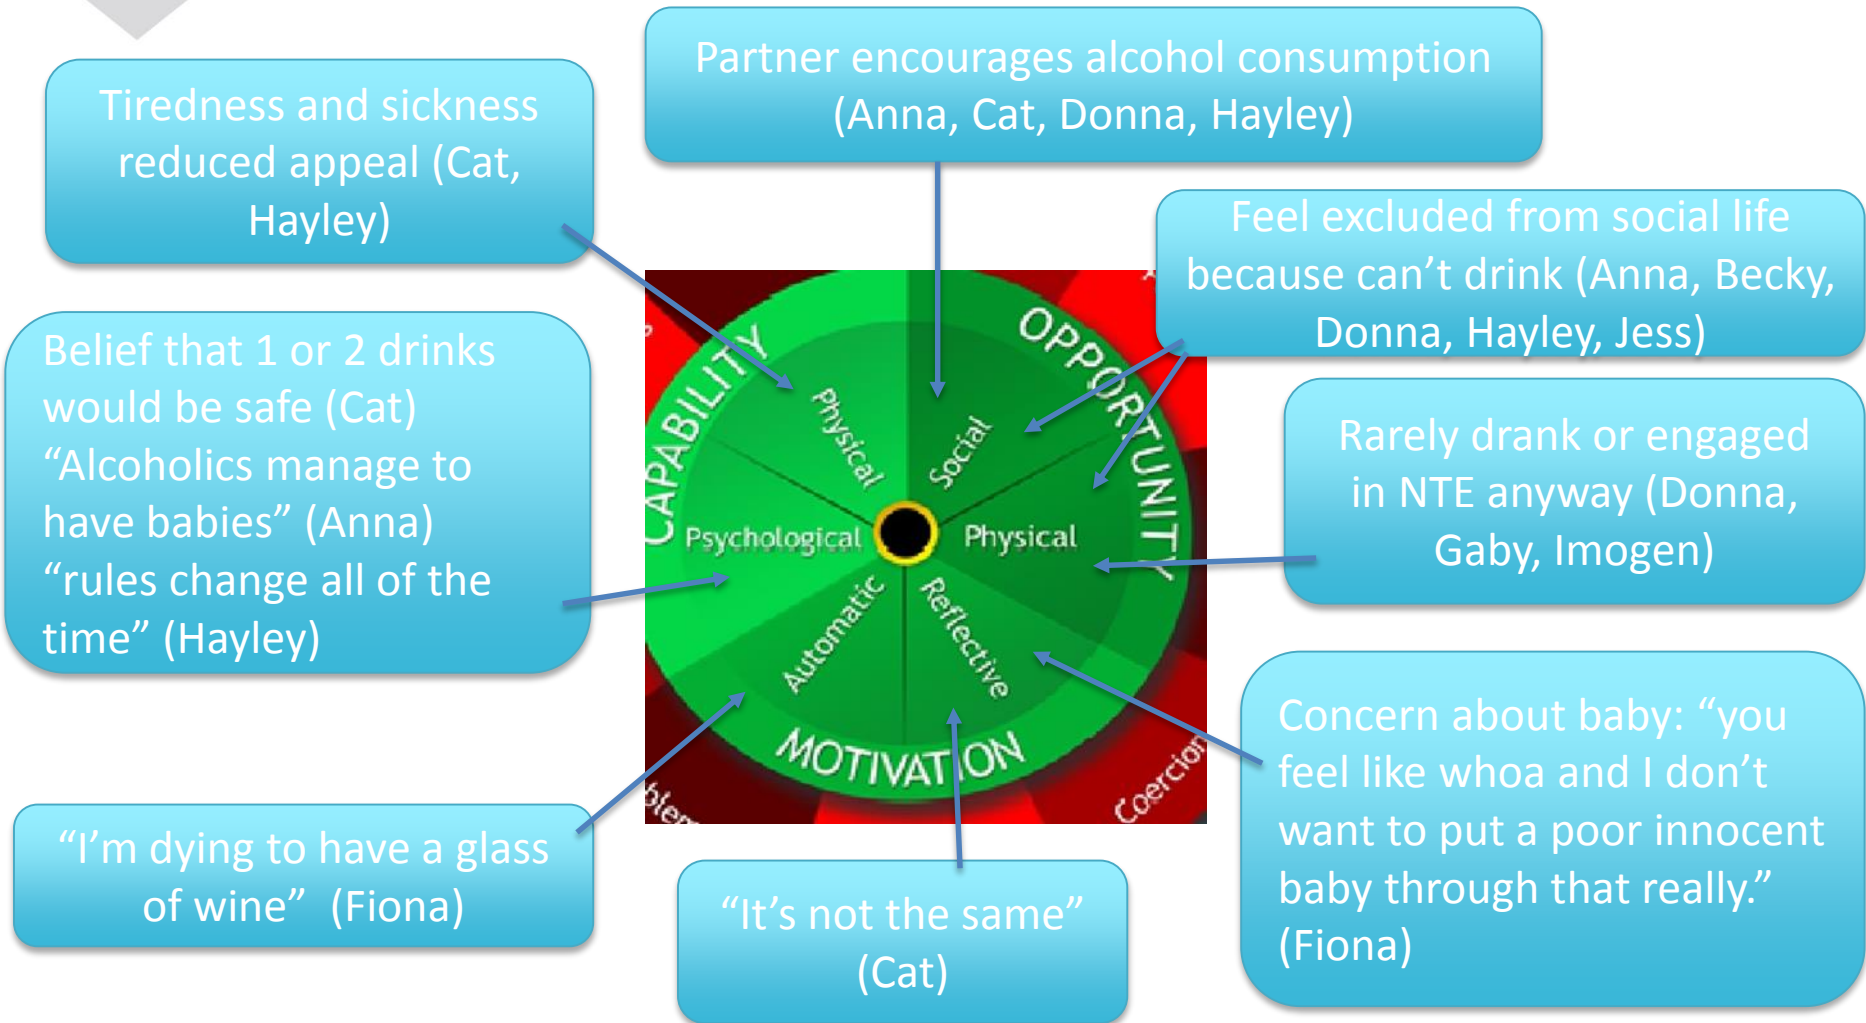 Partner encourages alcohol consumption
(Anna, Cat, Donna, Hayley)
Tiredness and sickness
reduced appeal (Cat,
Hayley)
Feel excluded from social life
because can’t drink (Anna, Becky,
Donna, Hayley, Jess)
Belief that 1 or 2 drinks
would be safe (Cat)
“Alcoholics manage to
have babies” (Anna)
“rules change all of the
time” (Hayley)
Rarely drank or engaged
in NTE anyway (Donna,
Gaby, Imogen)
CAPABILITY
OPPORTUNITY
MOTIVATION
Physical
Social
Psychological
Physical
Automatic
Reflective
Coercion
“I’m dying to have a glass
of wine” (Fiona)
“It’s not the same”
(Cat)
Concern about baby: “you
feel like whoa and I don’t
want to put a poor innocent
baby through that really.”
(Fiona)